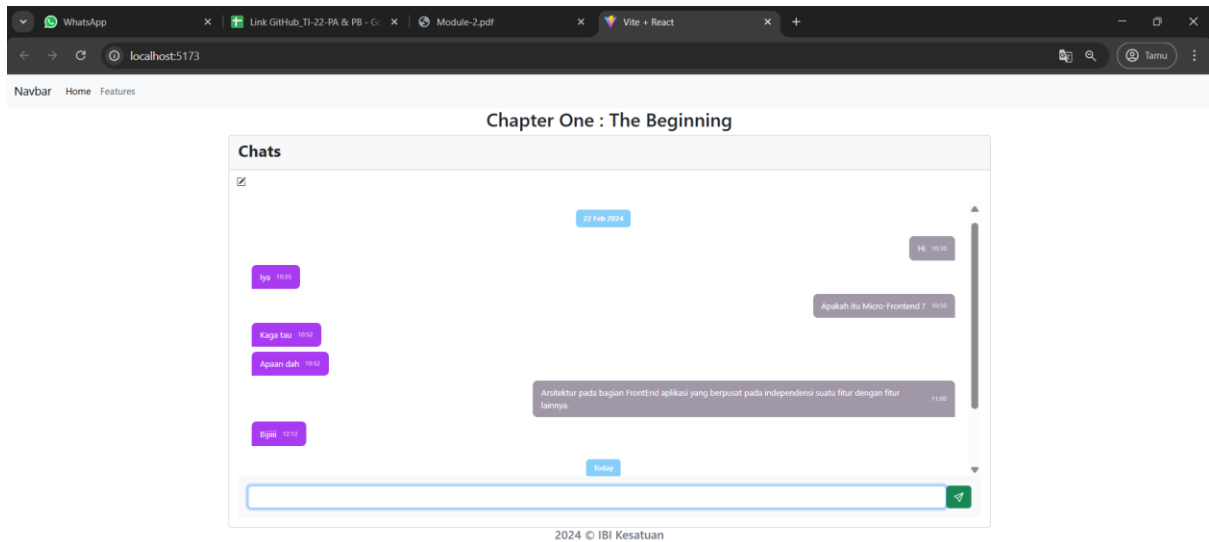 WhatsApp
Link GitHub_TI-22-PA & PB - Go
Module-2.pdf
Vite + React
localhost:5173
Tamu
Navbar Home Features
Chapter One : The Beginning
Chats
22 Feb 2024
Hi 10:30
Iya 10:35
Apakah itu Micro-Frontend ? 10:50
Kaga tau 10:52
Apaan dah 10:52
Arsitektur pada bagian FrontEnd aplikasi yang berpusat pada independensi suatu fitur dengan fitur
lainnya. 11:00
Bijiiii 12:12
Today
2024 © IBI Kesatuan